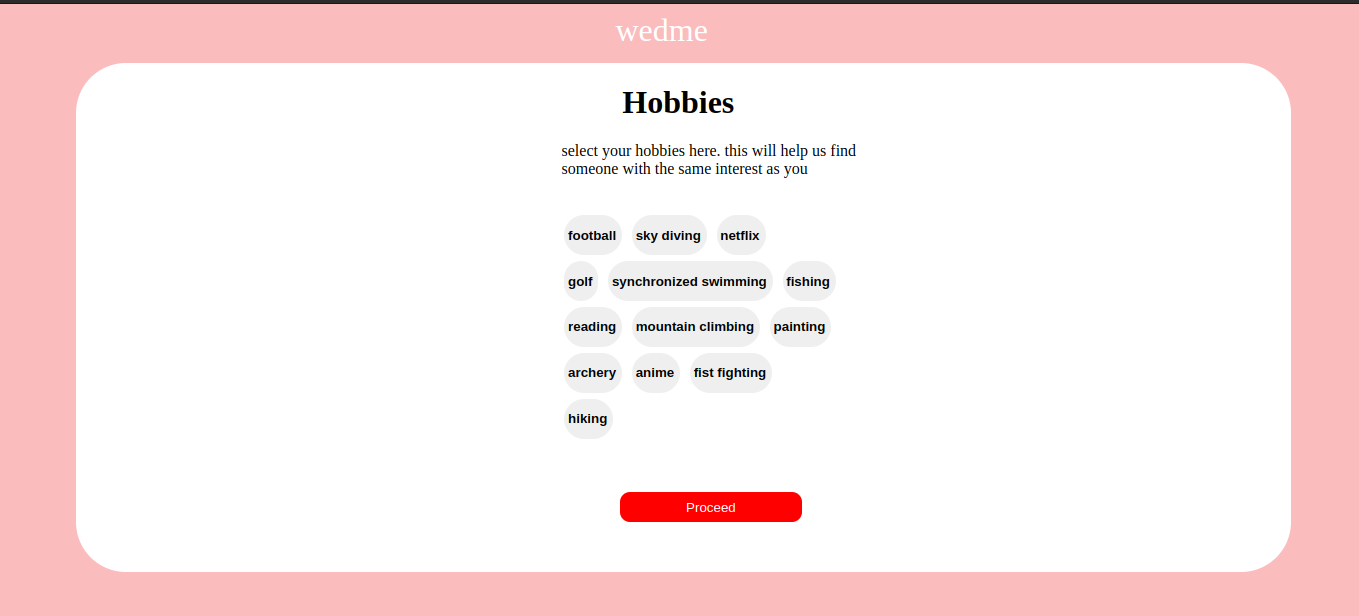 wedme
Hobbies
select your hobbies here. this will help us find
someone with the same interest as you
football sky diving netflix
golf synchronized swimming fishing
reading mountain climbing painting
archery anime fist fighting
hiking
Proceed